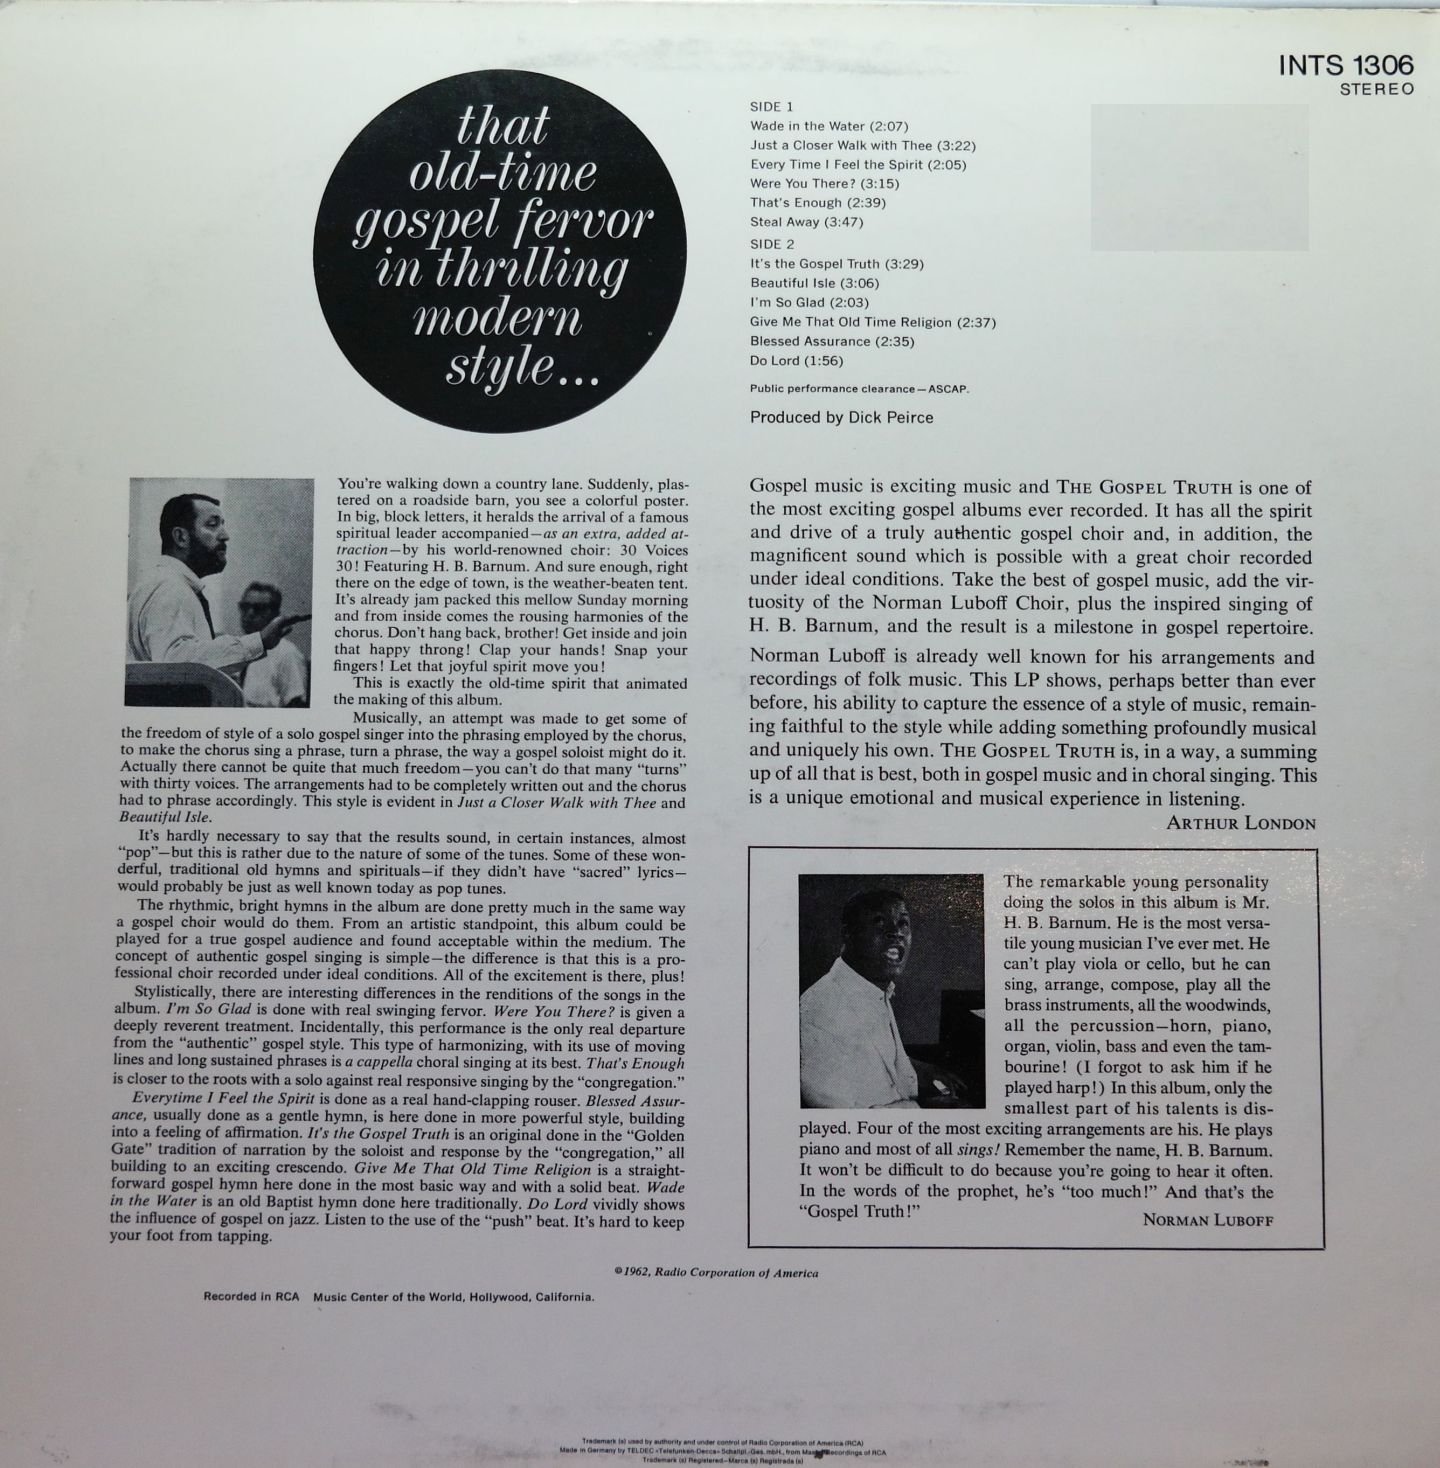 INTS 1306
STEREO
that
old-time
gospel fervor
in thrilling
modern
style...
SIDE 1
Wade in the Water (2:07)
Just a Closer Walk with Thee (3:22)
Every Time I Feel the Spirit (2:05)
Were You There? (3:15)
That's Enough (2:39)
Steal Away (3:47)
SIDE 2
It's the Gospel Truth (3:29)
Beautiful Isle (3:06)
I'm So Glad (2:03)
Give Me That Old Time Religion (2:37)
Blessed Assurance (2:35)
Do Lord (1:56)
Public performance clearance—ASCAP.
Produced by Dick Peirce
You're walking down a country lane. Suddenly, plas-
tered on a roadside barn, you see a colorful poster.
In big, block letters, it heralds the arrival of a famous
spiritual leader accompanied—as an extra, added at-
traction—by his world-renowned choir: 30 Voices
30! Featuring H. B. Barnum. And sure enough, right
there on the edge of town, is the weather-beaten tent.
It's already jam packed this mellow Sunday morning
and from inside comes the rousing harmonies of the
chorus. Don't hang back, brother! Get inside and join
that happy throng! Clap your hands! Snap your
fingers! Let that joyful spirit move you!
This is exactly the old-time spirit that animated
the making of this album.
Musically, an attempt was made to get some of
the freedom of style of a solo gospel singer into the phrasing employed by the chorus,
to make the chorus sing a phrase, turn a phrase, the way a gospel soloist might do it.
Actually there cannot be quite that much freedom—you can't do that many "turns"
with thirty voices. The arrangements had to be completely written out and the chorus
had to phrase accordingly. This style is evident in Just a Closer Walk with Thee and
Beautiful Isle.
It's hardly necessary to say that the results sound, in certain instances, almost
"pop"—but this is rather due to the nature of some of the tunes. Some of these won-
derful, traditional old hymns and spirituals—if they didn't have "sacred" lyrics—
would probably be just as well known today as pop tunes.
The rhythmic, bright hymns in the album are done pretty much in the same way
a gospel choir would do them. From an artistic standpoint, this album could be
played for a true gospel audience and found acceptable within the medium. The
concept of authentic gospel singing is simple—the difference is that this is a pro-
fessional choir recorded under ideal conditions. All of the excitement is there, plus!
Stylistically, there are interesting differences in the renditions of the songs in the
album. I'm So Glad is done with real swinging fervor. Were You There? is given a
deeply reverent treatment. Incidentally, this performance is the only real departure
from the "authentic" gospel style. This type of harmonizing, with its use of moving
lines and long sustained phrases is a cappella choral singing at its best. That's Enough
is closer to the roots with a solo against real responsive singing by the "congregation."
Everytime I Feel the Spirit is done as a real hand-clapping rouser. Blessed Assur-
ance, usually done as a gentle hymn, is here done in more powerful style, building
into a feeling of affirmation. It's the Gospel Truth is an original done in the "Golden
Gate" tradition of narration by the soloist and response by the "congregation," all
building to an exciting crescendo. Give Me That Old Time Religion is a straight-
forward gospel hymn here done in the most basic way and with a solid beat. Wade
in the Water is an old Baptist hymn done here traditionally. Do Lord vividly shows
the influence of gospel on jazz. Listen to the use of the "push" beat. It's hard to keep
your foot from tapping.
Gospel music is exciting music and THE GOSPEL TRUTH is one of
the most exciting gospel albums ever recorded. It has all the spirit
and drive of a truly authentic gospel choir and, in addition, the
magnificent sound which is possible with a great choir recorded
under ideal conditions. Take the best of gospel music, add the vir-
tuosity of the Norman Luboff Choir, plus the inspired singing of
H. B. Barnum, and the result is a milestone in gospel repertoire.
Norman Luboff is already well known for his arrangements and
recordings of folk music. This LP shows, perhaps better than ever
before, his ability to capture the essence of a style of music, remain-
ing faithful to the style while adding something profoundly musical
and uniquely his own. THE GOSPEL TRUTH is, in a way, a summing
up of all that is best, both in gospel music and in choral singing. This
is a unique emotional and musical experience in listening.
ARTHUR LONDON
The remarkable young personality
doing the solos in this album is Mr.
H. B. Barnum. He is the most versa-
tile young musician I've ever met. He
can't play viola or cello, but he can
sing, arrange, compose, play all the
brass instruments, all the woodwinds,
all the percussion—horn, piano,
organ, violin, bass and even the tam-
bourine! (I forgot to ask him if he
played harp!) In this album, only the
smallest part of his talents is dis-
played. Four of the most exciting arrangements are his. He plays
piano and most of all sings! Remember the name, H. B. Barnum.
It won't be difficult to do because you're going to hear it often.
In the words of the prophet, he's "too much!" And that's the
"Gospel Truth!"
NORMAN LUBOFF
©1962, Radio Corporation of America
Recorded in RCA Music Center of the World, Hollywood, California.
Trademark (s) used by authority and under control of Radio Corporation of America (RCA)
Made in Germany by TELDEC »Telefunken-Decca« Schallpl.-Ges. mbH., from Master Recordings of RCA
Trademark (s) Registered—Marca (s) Registrada (s)